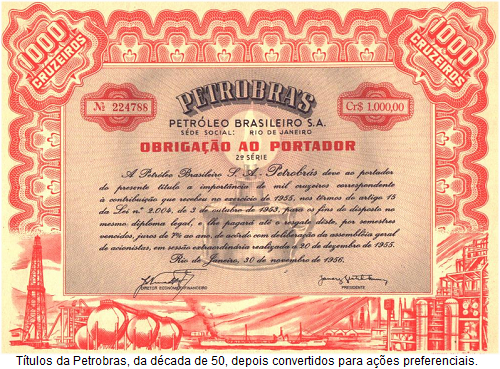 1000
CRUZEIROS
1000
CRUZEIROS
PETROBRÁS
Nº 224788
Cr$ 1.000,00
PETRÓLEO BRASILEIRO S.A.
SÉDE SOCIAL: RIO DE JANEIRO
OBRIGAÇÃO AO PORTADOR
2ª SÉRIE
A Petróleo Brasileiro S. A. - Petrobrás deve ao portador
do presente título a importância de mil cruzeiros correspondente
à contribuição que recebeu no exercício de 1955, nos têrmos do artigo 15
da Lei nº 2.004, de 3 de outubro de 1953, para os fins do disposto no
mesmo diploma legal, e lhe pagará até o resgate dêste, por semestres
vencidos, juros de 7% ao ano, de acôrdo com deliberação da assembléia geral
de acionistas, em sessão extraordinária realizada a 20 de dezembro de 1955.
Rio de Janeiro, 30 de novembro de 1956.
DIRETOR ECONÔMICO FINANCEIRO
PRESIDENTE
Títulos da Petrobras, da década de 50, depois convertidos para ações preferenciais.